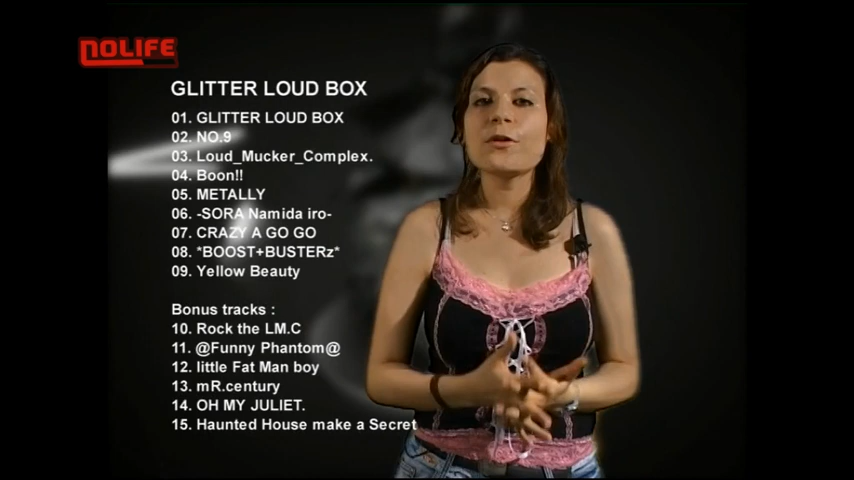 NOLIFE
GLITTER LOUD BOX
01. GLITTER LOUD BOX
02. NO.9
03. Loud_Mucker_Complex.
04. Boon!!
05. METALLY
06. -SORA Namida iro-
07. CRAZY A GO GO
08. *BOOST+BUSTERz*
09. Yellow Beauty
Bonus tracks :
10. Rock the LM.C
11. @Funny Phantom@
12. little Fat Man boy
13. mR.century
14. OH MY JULIET.
15. Haunted House make a Secret